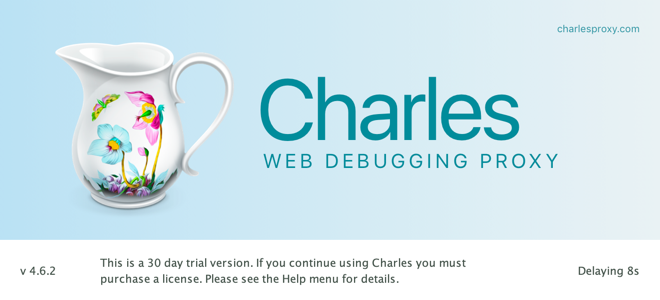 charlesproxy.com
Charles
WEB DEBUGGING PROXY
v 4.6.2
This is a 30 day trial version. If you continue using Charles you must
purchase a license. Please see the Help menu for details.
Delaying 8s